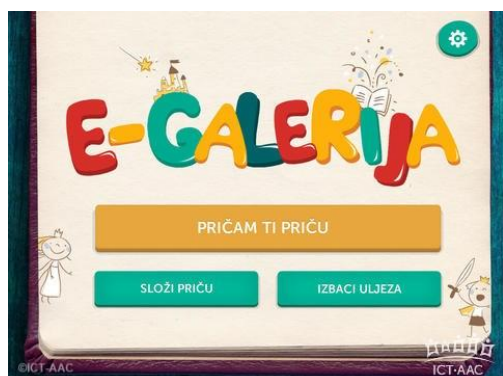 E-GALERIJA
PRIČAM TI PRIČU
SLOŽI PRIČU
IZBACI ULJEZA
©ICT-AAC
ICT-AAC